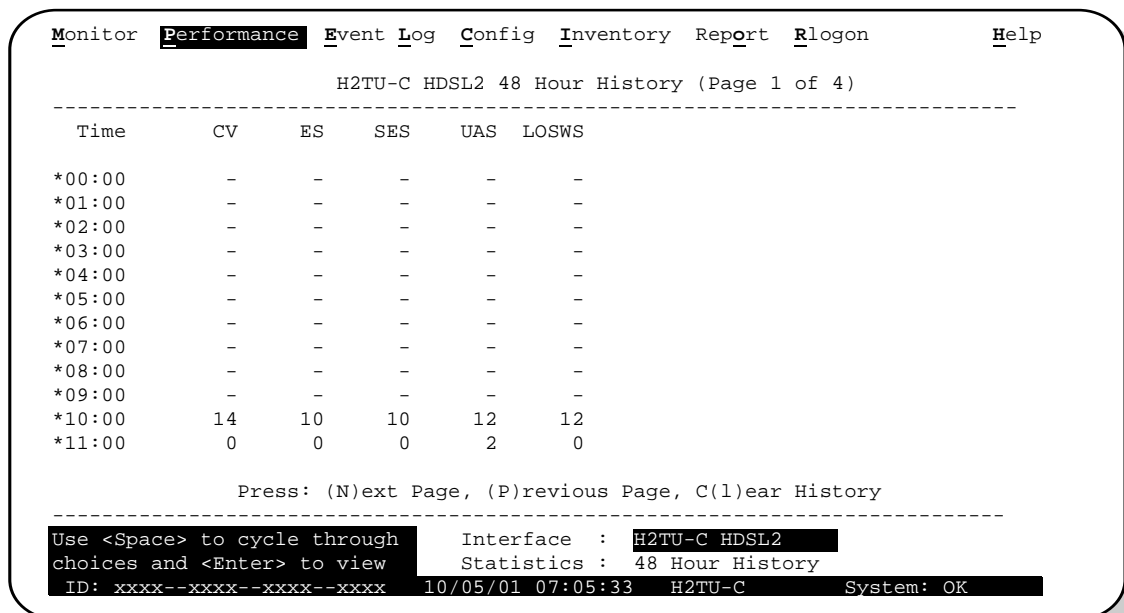 Monitor Performance Event Log Config Inventory Report Rlogon Help
H2TU-C HDSL2 48 Hour History (Page 1 of 4)
--------------------------------------------------------------------------------
Time CV ES SES UAS LOSWS
*00:00 - - - - -
*01:00 - - - - -
*02:00 - - - - -
*03:00 - - - - -
*04:00 - - - - -
*05:00 - - - - -
*06:00 - - - - -
*07:00 - - - - -
*08:00 - - - - -
*09:00 - - - - -
*10:00 14 10 10 12 12
*11:00 0 0 0 2 0
Press: (N)ext Page, (P)revious Page, C(l)ear History
-------------------------------------------------------------------------------
Use <Space> to cycle through Interface : H2TU-C HDSL2
choices and <Enter> to view Statistics : 48 Hour History
ID: xxxx--xxxx--xxxx--xxxx 10/05/01 07:05:33 H2TU-C System: OK